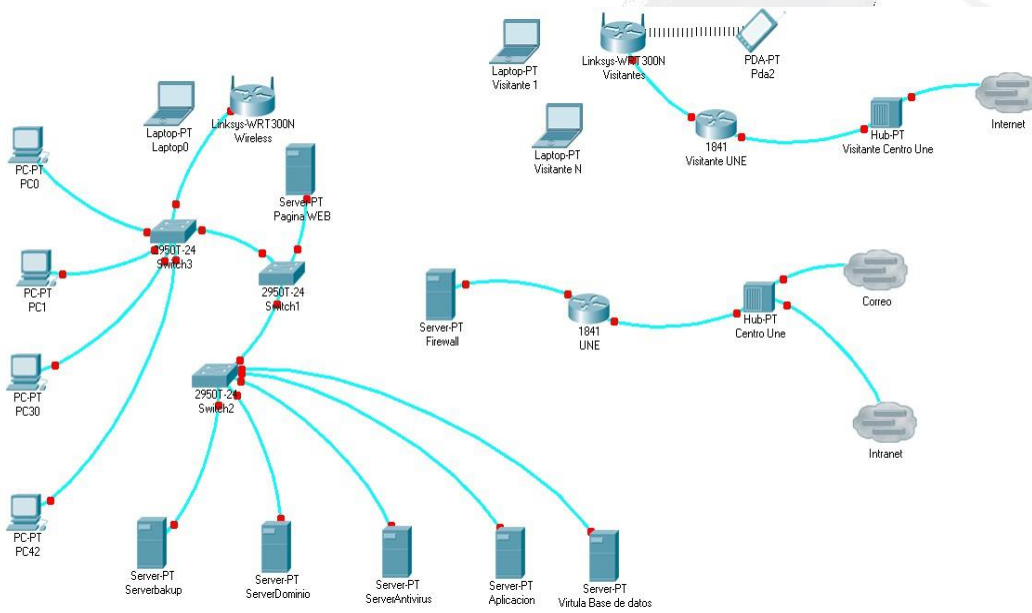 Laptop-PT
Visitante 1
Linksys-WRT300N
Visitantes
PDA-PT
Pda2
Internet
1841
Visitante UNE
Hub-PT
Visitante Centro Une
Laptop-PT
Visitante N
Laptop-PT
Laptop0
Linksys-WRT300N
Wireless
PC-PT
PC0
Server-PT
Pagina WEB
2950T-24
Switch3
PC-PT
PC1
2950T-24
Switch1
Server-PT
Firewall
1841
UNE
Hub-PT
Centro Une
Correo
PC-PT
PC30
2950T-24
Switch2
Intranet
PC-PT
PC42
Server-PT
Serverbakup
Server-PT
ServerDominio
Server-PT
ServerAntivirus
Server-PT
Aplicacion
Server-PT
Virtula Base de datos